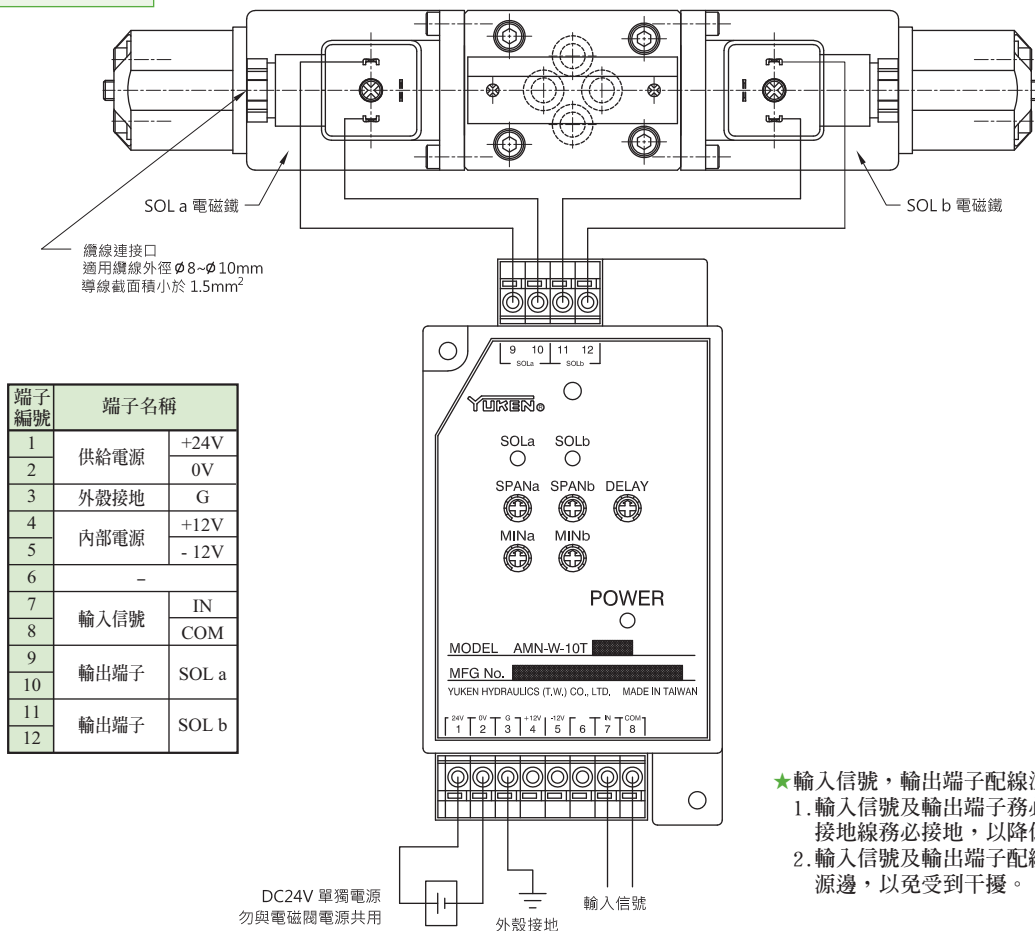 SOL a 電磁鐵
SOL b 電磁鐵
纜線連接口
適用纜線外徑 Ø8~Ø10mm
導線截面積小於 1.5mm²
9 10 11 12
SOLa SOLb
YUKEN®
SOLa SOLb
SPANa SPANb DELAY
MINa MINb
POWER
MODEL AMN-W-10T
MFG No.
YUKEN HYDRAULICS (T.W.) CO., LTD. MADE IN TAIWAN
24V 0V G +12V -12V IN COM
1 2 3 4 5 6 7 8
端子編號 端子名稱
1 供給電源 +24V
2 0V
3 外殼接地 G
4 內部電源 +12V
5 - 12V
6 –
7 輸入信號 IN
8 COM
9 輸出端子 SOL a
10
11 輸出端子 SOL b
12
DC24V 單獨電源
勿與電磁閥電源共用
外殼接地
輸入信號
★輸入信號，輸出端子配線
1.輸入信號及輸出端子務
接地線務必接地，以降
2.輸入信號及輸出端子配
源邊，以免受到干擾。